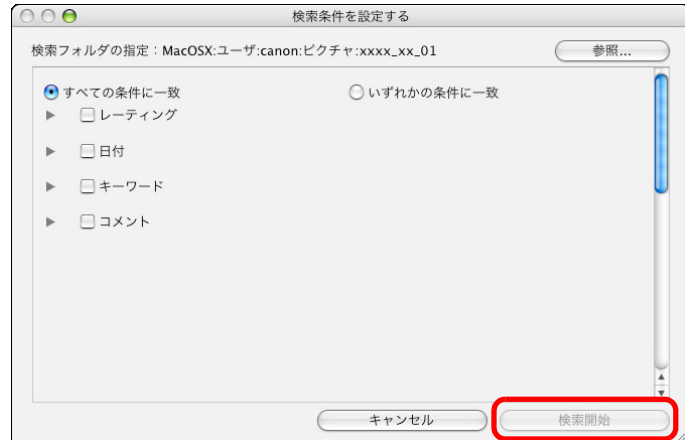 検索条件を設定する
検索フォルダの指定：MacOSX:ユーザ:canon:ピクチャ:xxxx_xx_01 参照...
すべての条件に一致 いずれかの条件に一致
レーティング
日付
キーワード
コメント
キャンセル 検索開始